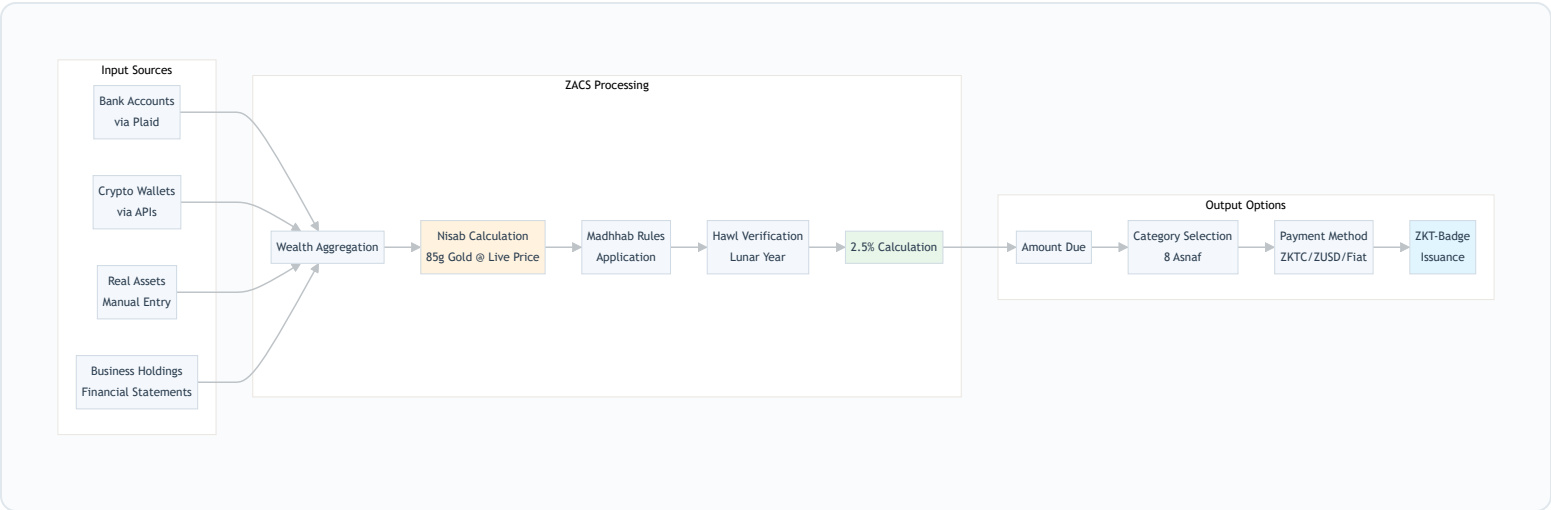 Input Sources
Bank Accounts
via Plaid
Crypto Wallets
via APIs
Real Assets
Manual Entry
Business Holdings
Financial Statements
ZACS Processing
Wealth Aggregation
Nisab Calculation
85g Gold @ Live Price
Madhhab Rules
Application
Hawl Verification
Lunar Year
2.5% Calculation
Output Options
Amount Due
Category Selection
8 Asnaf
Payment Method
ZKTC/ZUSD/Fiat
ZKT-Badge
Issuance